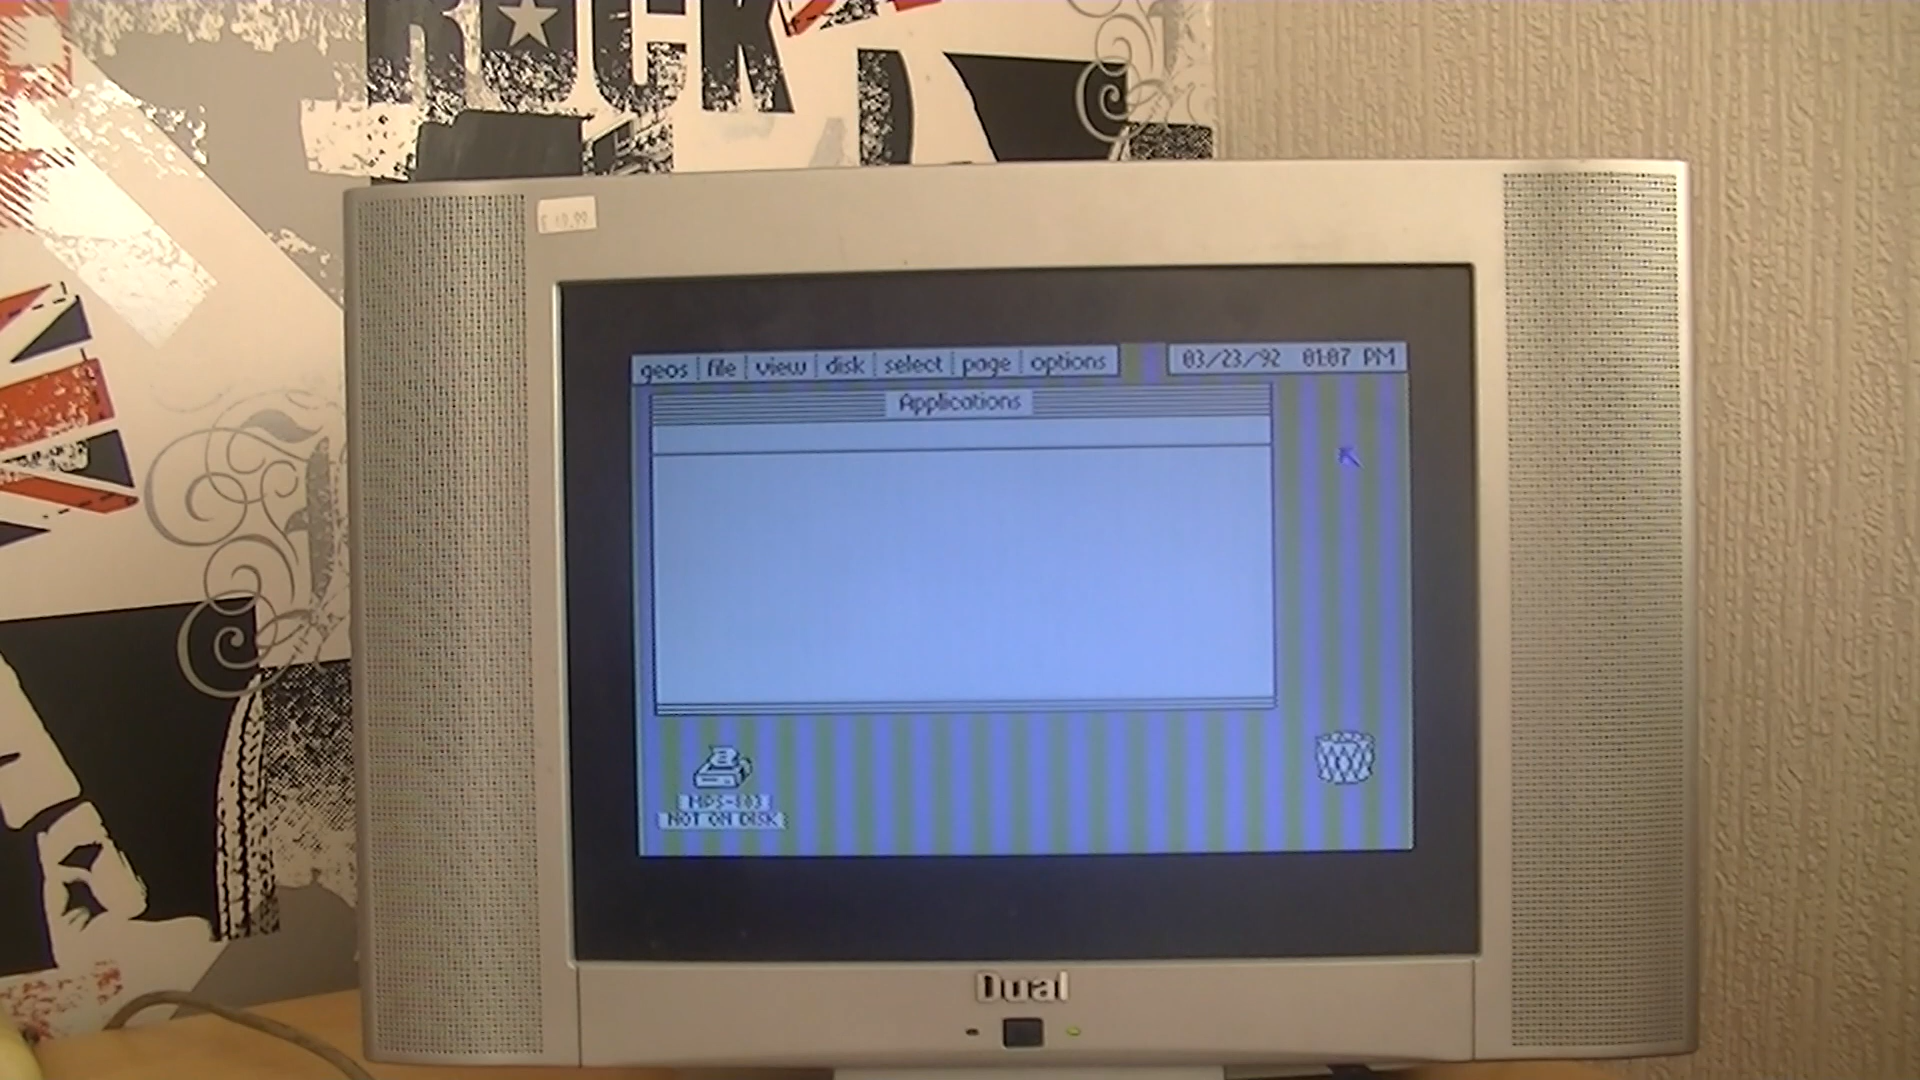 ROCK
geos file view disk select page options
03/23/92 01:07 PM
Applications
MPS-803
NOT ON DISK
Dual